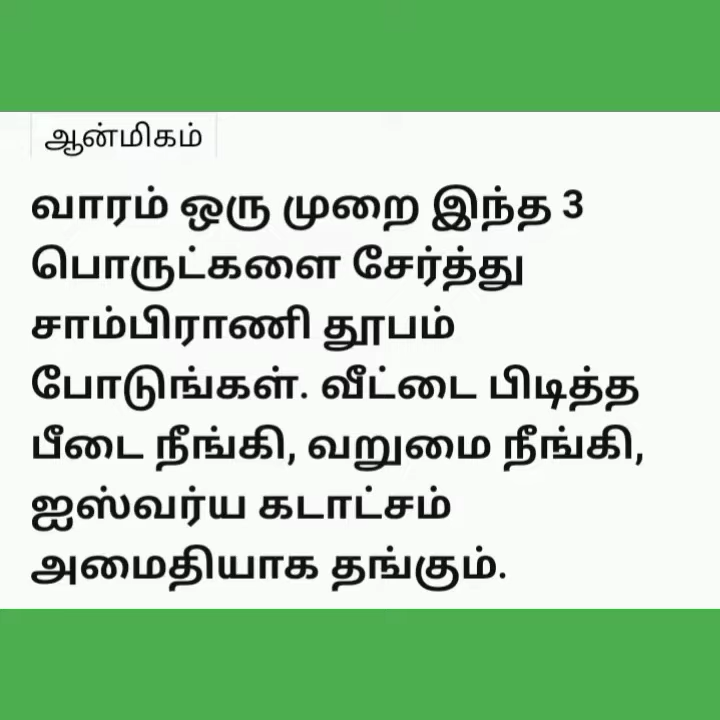 ஆன்மிகம்
வாரம் ஒரு முறை இந்த 3
பொருட்களை சேர்த்து
சாம்பிராணி தூபம்
போடுங்கள். வீட்டை பிடித்த
பீடை நீங்கி, வறுமை நீங்கி,
ஐஸ்வர்ய கடாட்சம்
அமைதியாக தங்கும்.